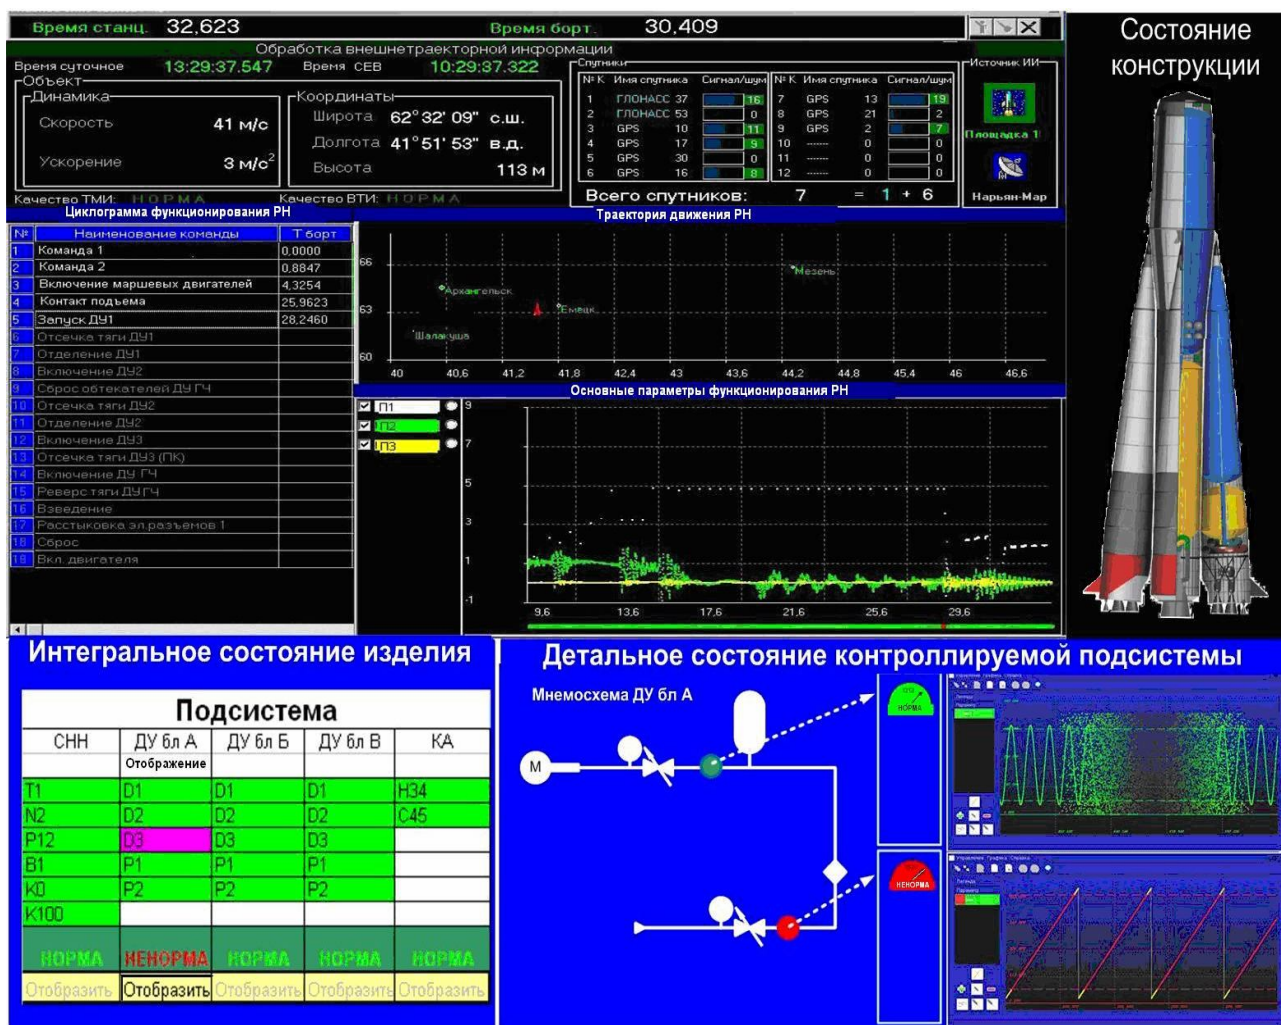 Время станц. 32,623 Время борт. 30,409
Обработка внешнетраекторной информации
Время суточное 13:29:37.547 Время СЕВ 10:29:37.322
Объект
Динамика
Скорость 41 м/с
Ускорение 3 м/с²
Координаты
Широта 62°32' 09" с.ш.
Долгота 41°51' 53" в.д.
Высота 113 м
Качество ТМИ: НОРМА Качество ВТИ: НОРМА
Спутники
№ К Имя спутника Сигнал/шум № К Имя спутника Сигнал/шум
1 ГЛОНАСС 37 16 7 GPS 13 19
2 ГЛОНАСС 53 0 8 GPS 21 2
3 GPS 10 11 9 GPS 2 7
4 GPS 17 9 10 ------ 0 0
5 GPS 30 0 11 ------ 0 0
6 GPS 16 8 12 ------ 0 0
Всего спутников: 7 = 1 + 6
Источник ИИ
Площадка 1
Нарьян-Мар
Состояние
конструкции
Циклограмма функционирования РН
№ Наименование команды Т борт
1 Команда 1 0,0000
2 Команда 2 0,8847
3 Включение маршевых двигателей 4,3254
4 Контакт подъема 25,9623
5 Запуск ДУ1 28,2460
6 Отсечка тяги ДУ1
7 Отделение ДУ1
8 Включение ДУ2
9 Сброс обтекателей ДУ ГЧ
10 Отсечка тяги ДУ2
11 Отделение ДУ2
12 Включение ДУ3
13 Отсечка тяги ДУ3 (ПК)
14 Включение ДУ ГЧ
15 Реверс тяги ДУ ГЧ
16 Взведение
17 Расстыковка эл.разъемов 1
18 Сброс
19 Вкл. двигателя
Траектория движения РН
66
63
60
Мезень
Архангельск
Емецк
Шалакуша
40 40,6 41,2 41,8 42,4 43 43,6 44,2 44,8 45,4 46 46,6
Основные параметры функционирования РН
П1
П2
П3
9
7
5
3
1
-1
9,6 13,6 17,6 21,6 25,6 29,6
Интегральное состояние изделия
Подсистема
СНН ДУ бл А ДУ бл Б ДУ бл В КА
Отображение
T1 D1 D1 D1 H34
N2 D2 D2 D2 C45
P12 D3 D3 D3
B1 P1 P1 P1
K0 P2 P2 P2
K100
НОРМА НЕНОРМА НОРМА НОРМА НОРМА
Отобразить Отобразить Отобразить Отобразить Отобразить
Детальное состояние контроллируемой подсистемы
Мнемосхема ДУ бл А
М
НОРМА
НЕНОРМА
Управление Графика Справка
Легенда
Параметр
Управление Графика Справка
Легенда
Параметр